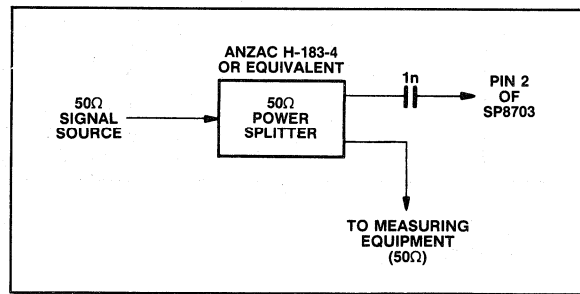 ANZAC H-183-4
OR EQUIVALENT
1n
50Ω
SIGNAL
SOURCE
50Ω
POWER
SPLITTER
PIN 2
OF
SP8703
TO MEASURING
EQUIPMENT
(50Ω)